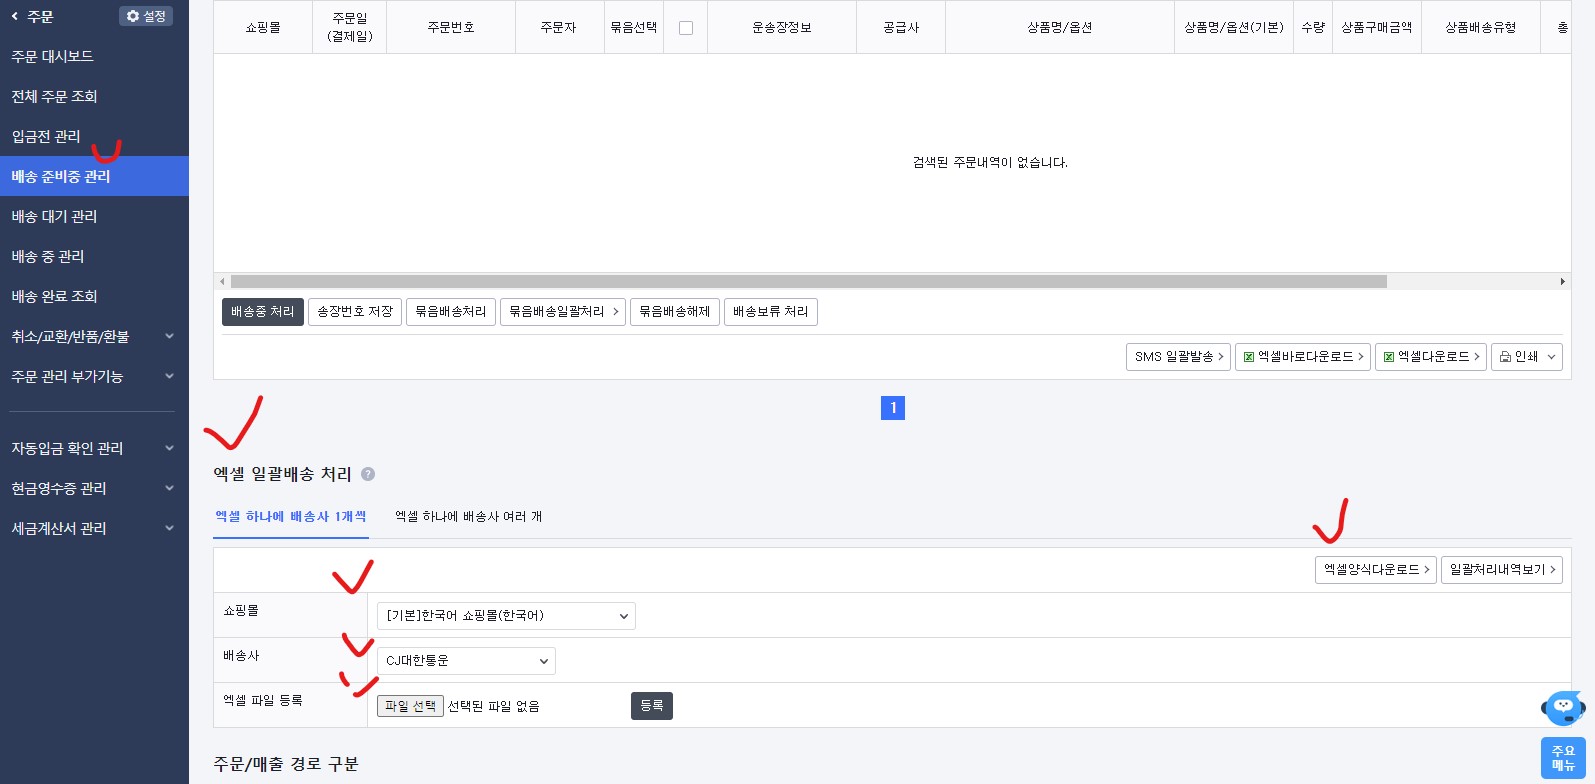 주문
설정
주문 대시보드
전체 주문 조회
입금전 관리
배송 준비중 관리
배송 대기 관리
배송 중 관리
배송 완료 조회
취소/교환/반품/환불
주문 관리 부가기능
자동입금 확인 관리
현금영수증 관리
세금계산서 관리
쇼핑몰
주문일
(결제일)
주문번호
주문자
묶음선택
운송장정보
공급사
상품명/옵션
상품명/옵션(기본)
수량
상품구매금액
상품배송유형
총
검색된 주문내역이 없습니다.
배송중 처리
송장번호 저장
묶음배송처리
묶음배송일괄처리
묶음배송해제
배송보류 처리
SMS 일괄발송
엑셀바로다운로드
엑셀다운로드
인쇄
1
엑셀 일괄배송 처리
엑셀 하나에 배송사 1개씩
엑셀 하나에 배송사 여러 개
엑셀양식다운로드
일괄처리내역보기
쇼핑몰
[기본]한국어 쇼핑몰(한국어)
배송사
CJ대한통운
엑셀 파일 등록
파일 선택 선택된 파일 없음
등록
주문/매출 경로 구분
주요
메뉴